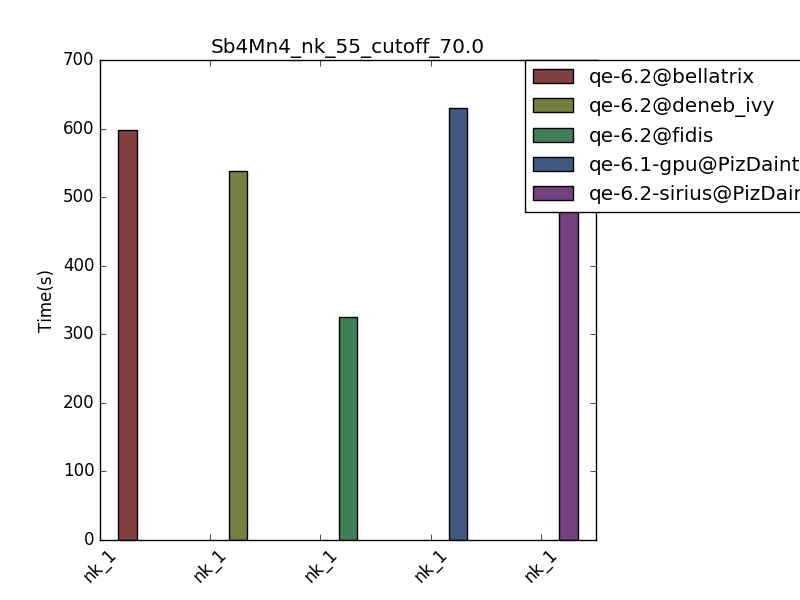 Sb4Mn4_nk_55_cutoff_70.0
700
600
500
400
300
200
100
0
Time(s)
nk_1
nk_1
nk_1
nk_1
nk_1
qe-6.2@bellatrix
qe-6.2@deneb_ivy
qe-6.2@fidis
qe-6.1-gpu@PizDaint
qe-6.2-sirius@PizDai